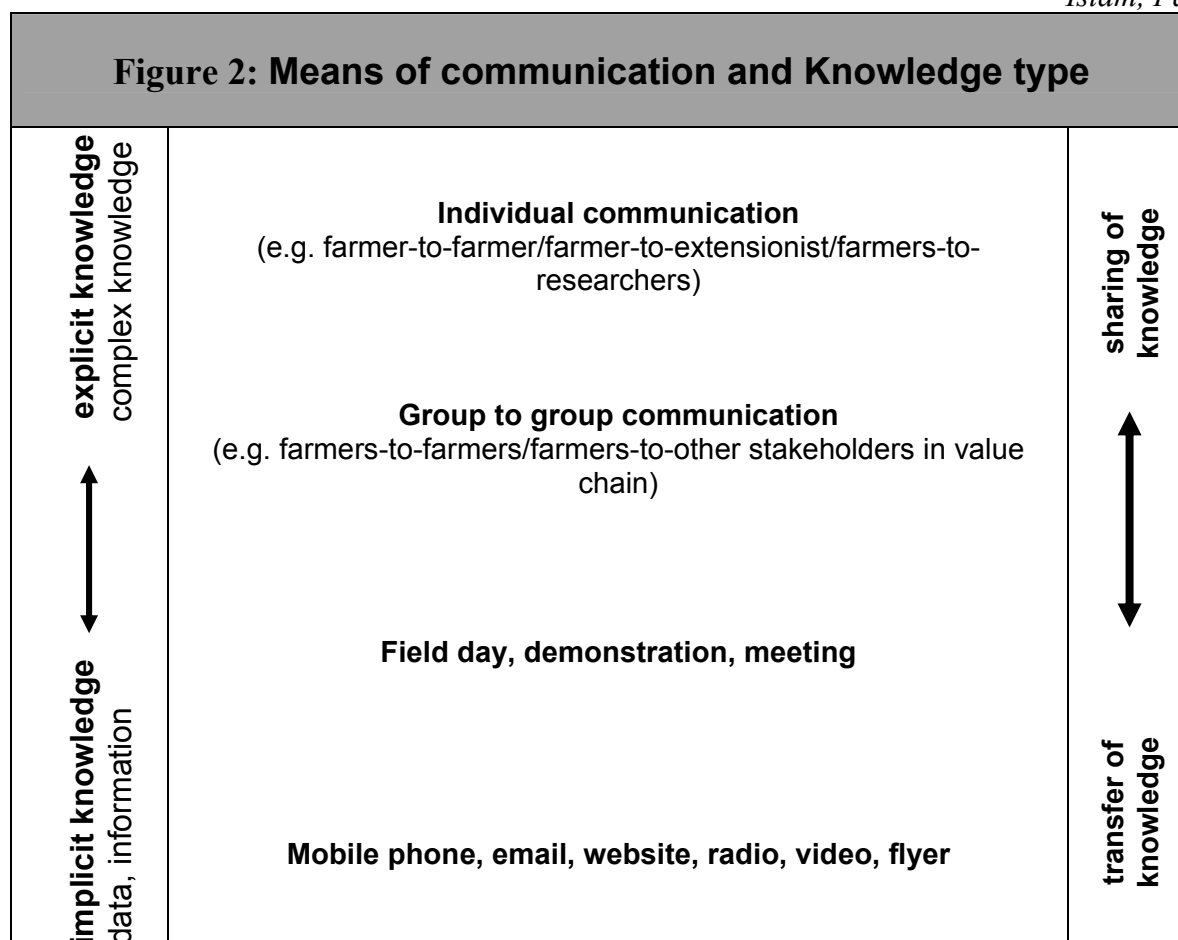 Islam,
Figure 2: Means of communication and Knowledge type
explicit knowledge
complex knowledge
implicit knowledge
data, information
Individual communication
(e.g. farmer-to-farmer/farmer-to-extensionist/farmers-to-
researchers)
Group to group communication
(e.g. farmers-to-farmers/farmers-to-other stakeholders in value
chain)
Field day, demonstration, meeting
Mobile phone, email, website, radio, video, flyer
sharing of
knowledge
transfer of
knowledge